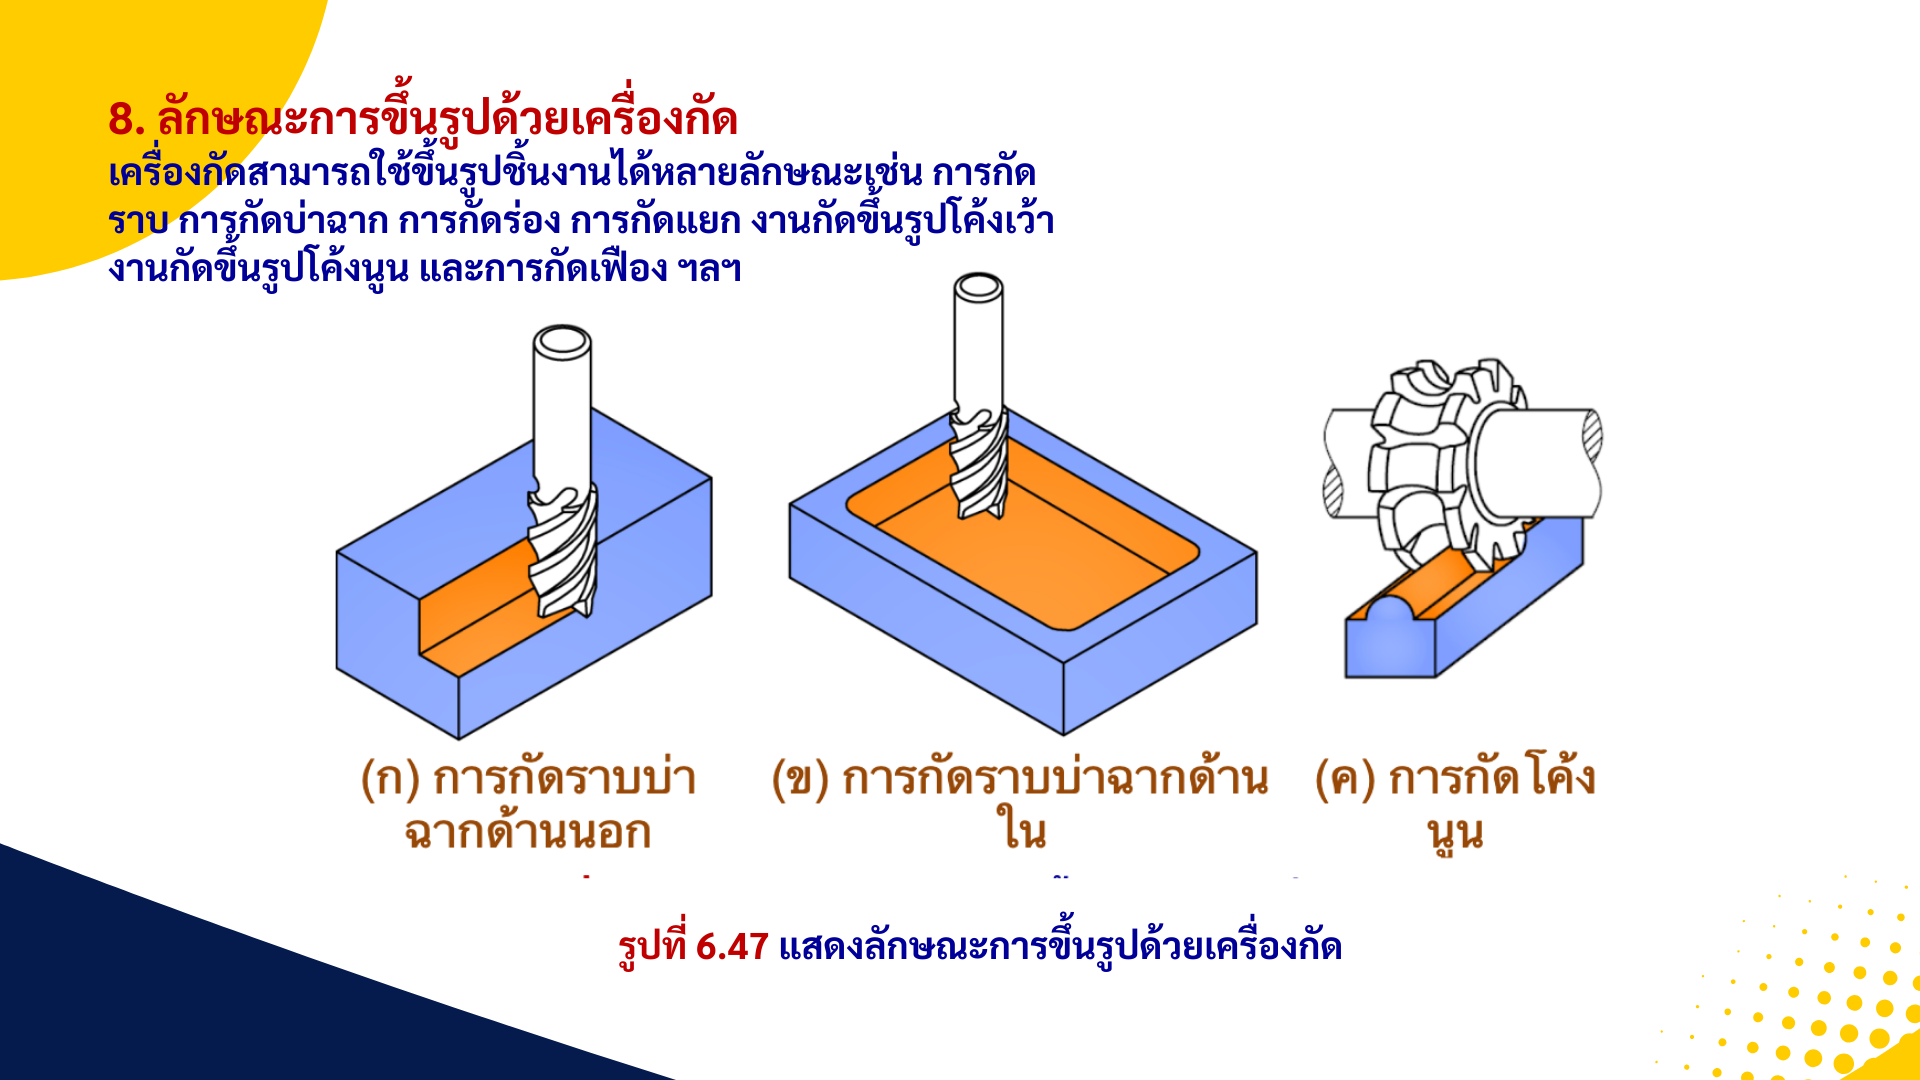 8. ลักษณะการขึ้นรูปด้วยเครื่องกัด
เครื่องกัดสามารถใช้ขึ้นรูปชิ้นงานได้หลายลักษณะเช่น การกัด
ราบ การกัดบ่าฉาก การกัดร่อง การกัดแยก งานกัดขึ้นรูปโค้งเว้า
งานกัดขึ้นรูปโค้งนูน และการกัดเฟือง ฯลฯ
(ก) การกัดราบบ่า
ฉากด้านนอก
(ข) การกัดราบบ่าฉากด้าน
ใน
(ค) การกัดโค้ง
นูน
รูปที่ 6.47 แสดงลักษณะการขึ้นรูปด้วยเครื่องกัด